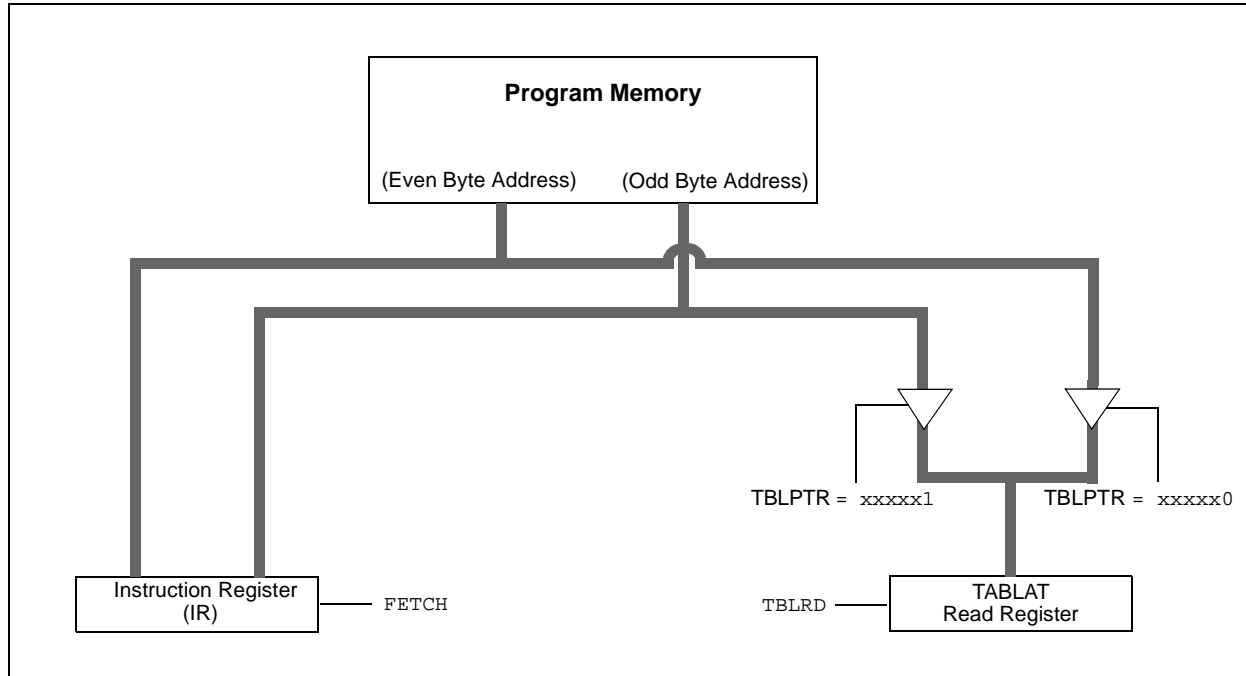 Program Memory
(Even Byte Address) (Odd Byte Address)
TBLPTR = xxxxx1 TBLPTR = xxxxx0
Instruction Register
(IR)
FETCH
TBLRD
TABLAT
Read Register